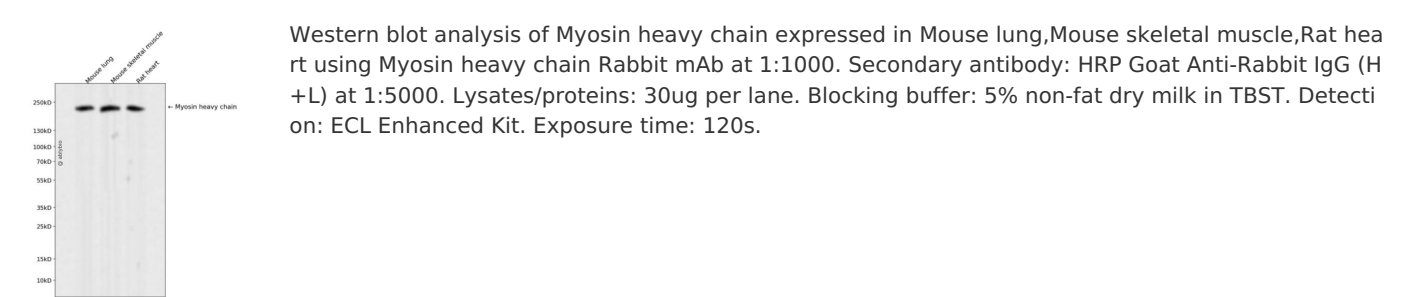 Mouse lung
Mouse skeletal muscle
Rat heart
250kD
130kD
100kD
70kD
55kD
35kD
25kD
15kD
10kD
← Myosin heavy chain
@ ablybio
Western blot analysis of Myosin heavy chain expressed in Mouse lung,Mouse skeletal muscle,Rat hea
rt using Myosin heavy chain Rabbit mAb at 1:1000. Secondary antibody: HRP Goat Anti-Rabbit IgG (H
+L) at 1:5000. Lysates/proteins: 30ug per lane. Blocking buffer: 5% non-fat dry milk in TBST. Detecti
on: ECL Enhanced Kit. Exposure time: 120s.